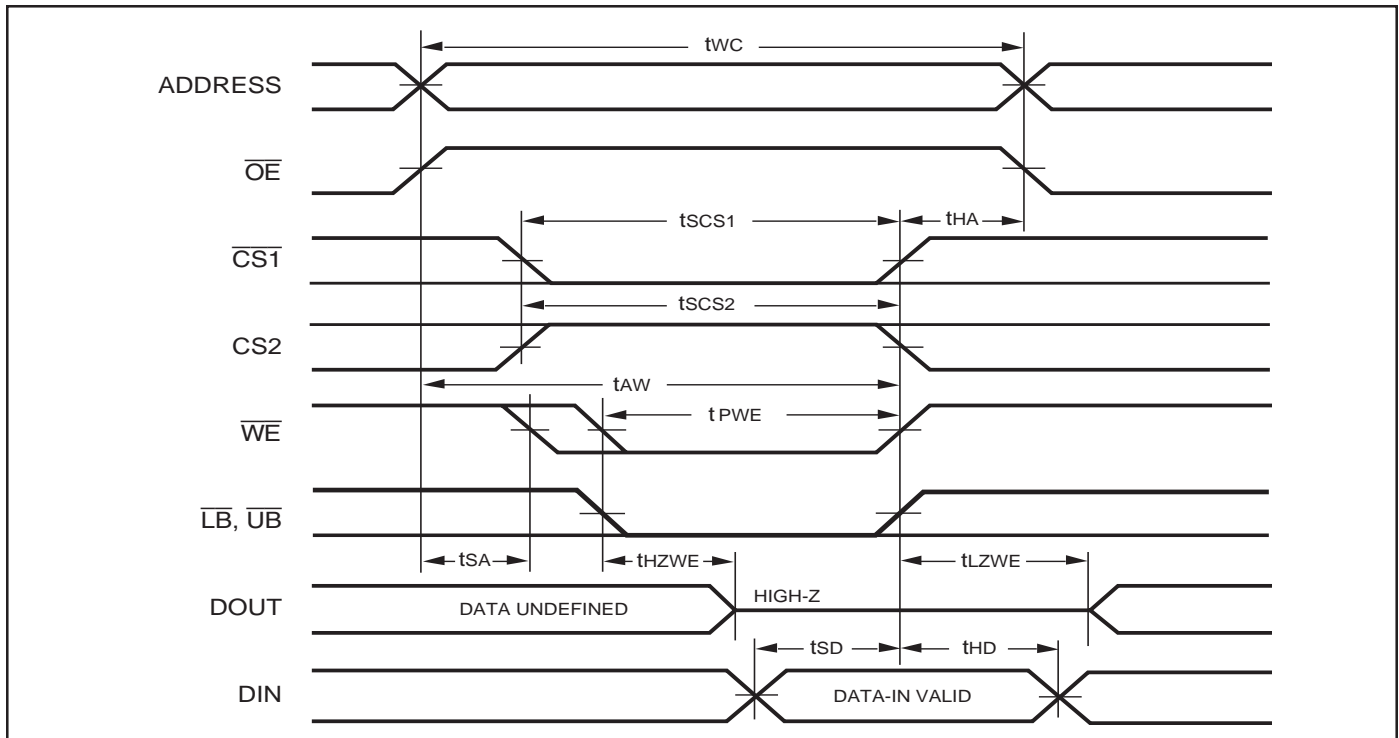 tWC
ADDRESS
OE
tSCS1
tHA
CS1
tSCS2
CS2
tAW
tPWE
WE
LB, UB
tSA
tHZWE
tLZWE
DOUT
DATA UNDEFINED
HIGH-Z
tSD
tHD
DIN
DATA-IN VALID